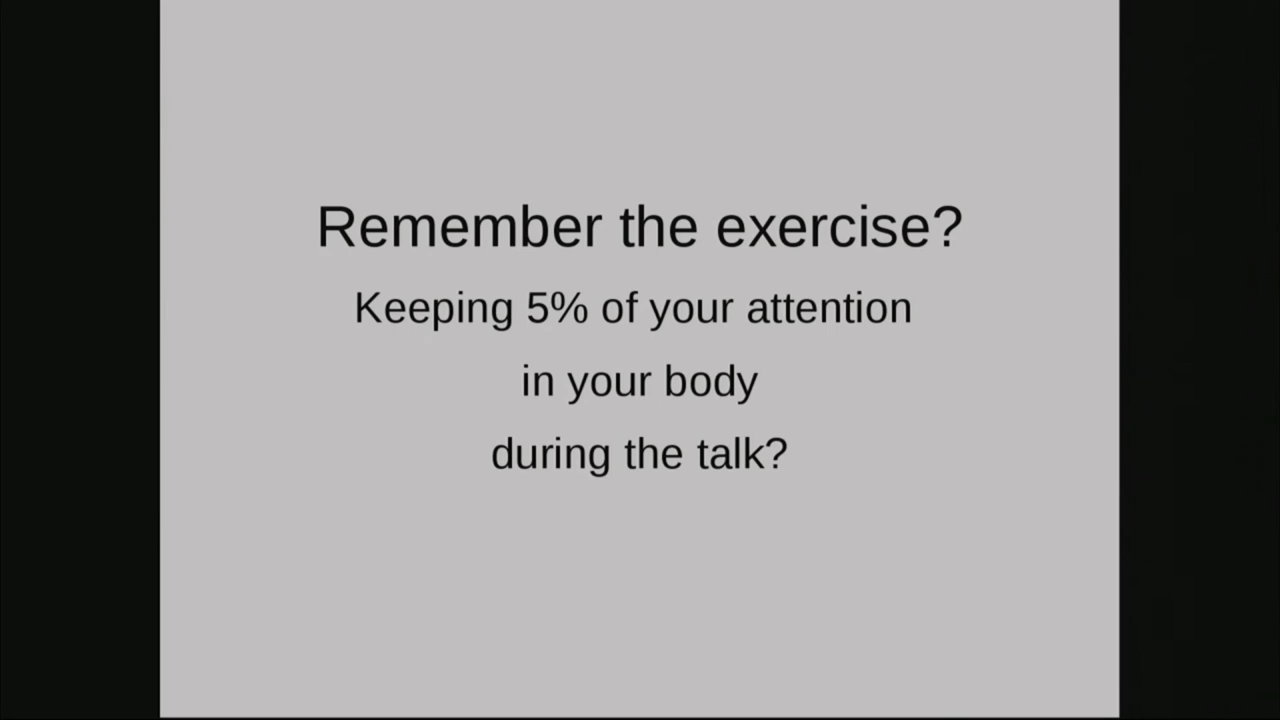 Remember the exercise?
Keeping 5% of your attention
in your body
during the talk?